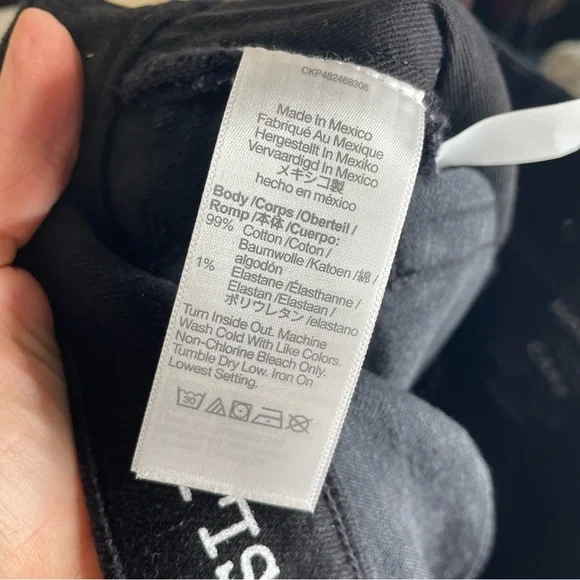 CKP482468306
Made In Mexico
Fabriqué Au Mexique
Hergestellt In Mexiko
Vervaardigd In Mexico
メキシコ製
hecho en méxico
Body /Corps /Oberteil /
Romp /本体 /Cuerpo:
99% Cotton /Coton /
Baumwolle /Katoen /綿 /
algodón
1% Elastane /Élasthanne /
Elastan /Elastaan /
ポリウレタン /elastano
Turn Inside Out. Machine
Wash Cold With Like Colors.
Non-Chlorine Bleach Only.
Tumble Dry Low. Iron On
Lowest Setting.
30